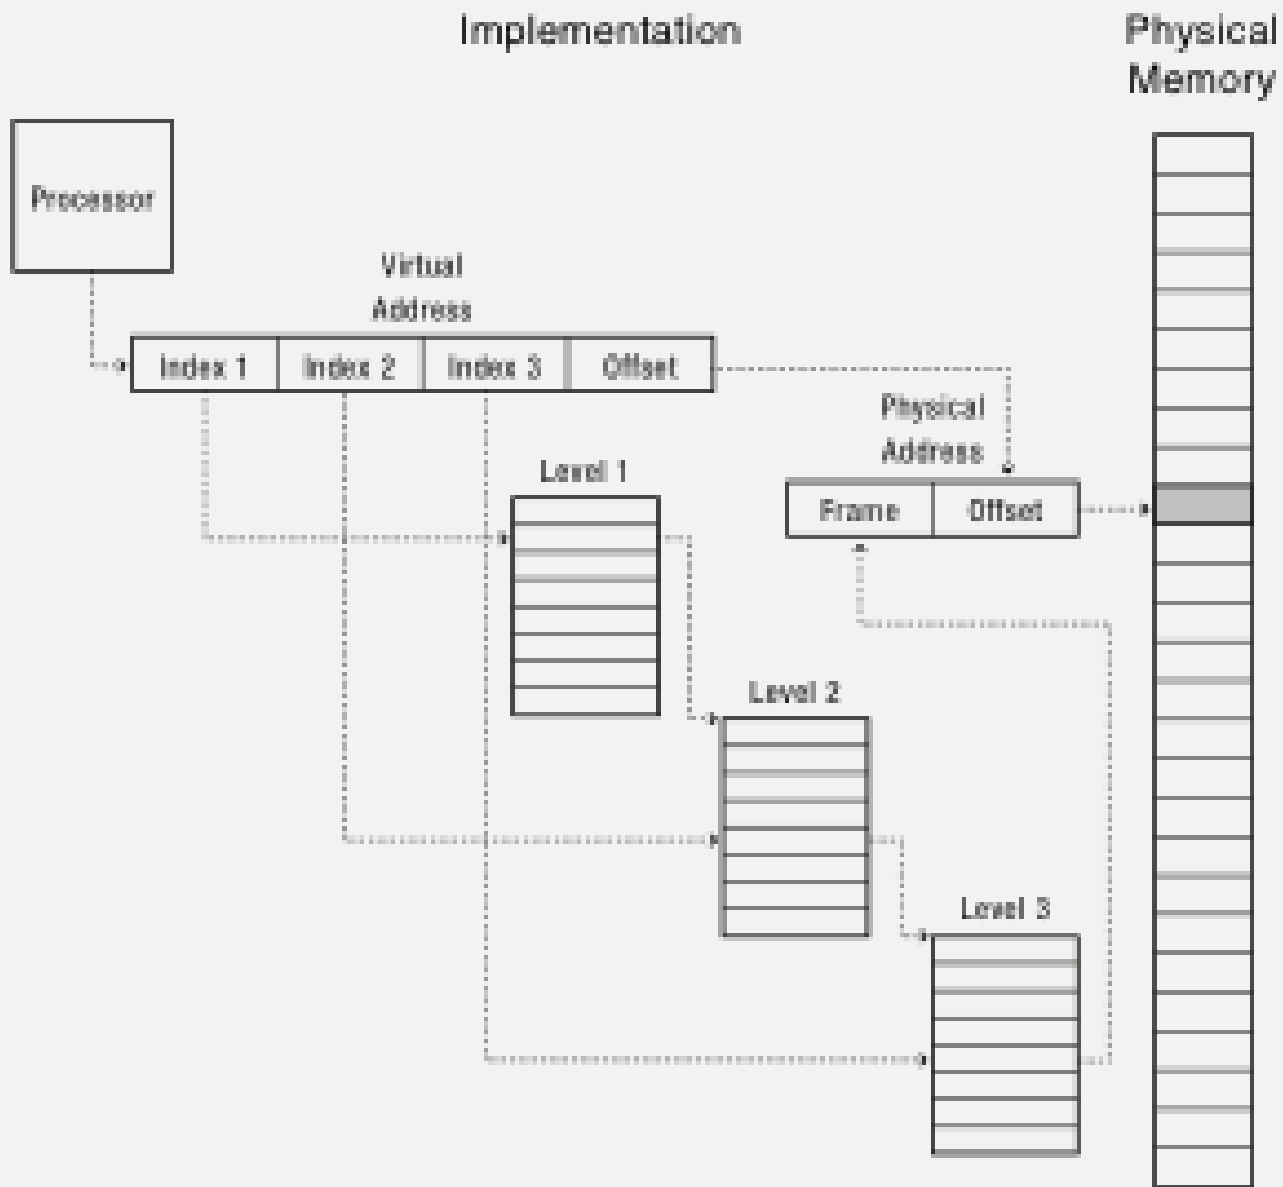 Implementation
Physical
Memory
Processor
Virtual
Address
Index 1
Index 2
Index 3
Offset
Physical
Address
Level 1
Frame
Offset
Level 2
Level 3